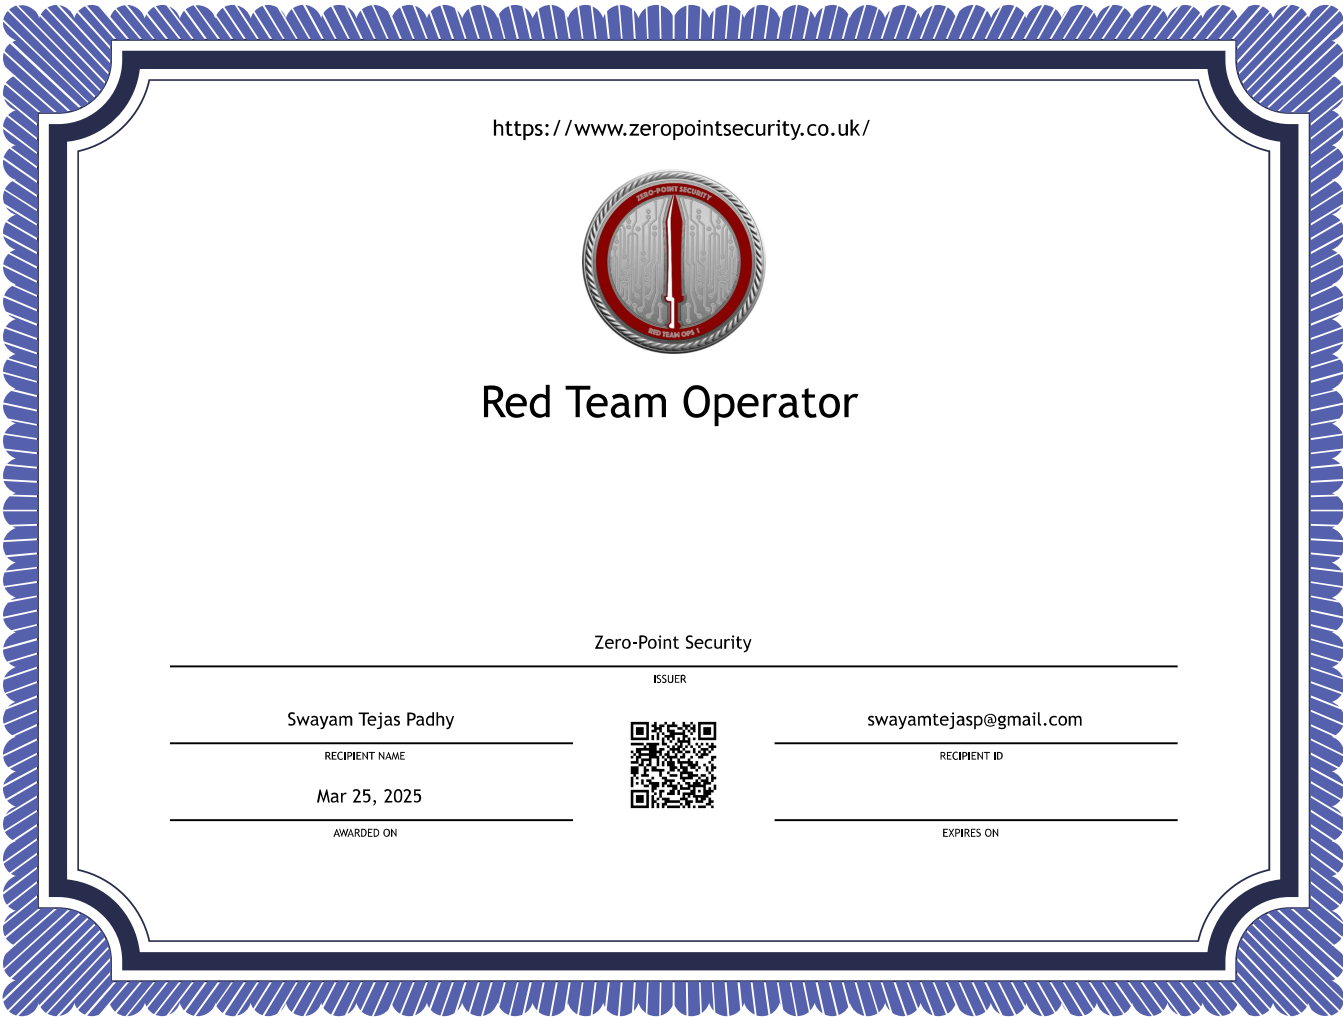 https://www.zeropointsecurity.co.uk/
ZERO-POINT SECURITY
RED TEAM OPS 1
Red Team Operator
Zero-Point Security
ISSUER
Swayam Tejas Padhy
RECIPIENT NAME
swayamtejasp@gmail.com
RECIPIENT ID
Mar 25, 2025
AWARDED ON
EXPIRES ON